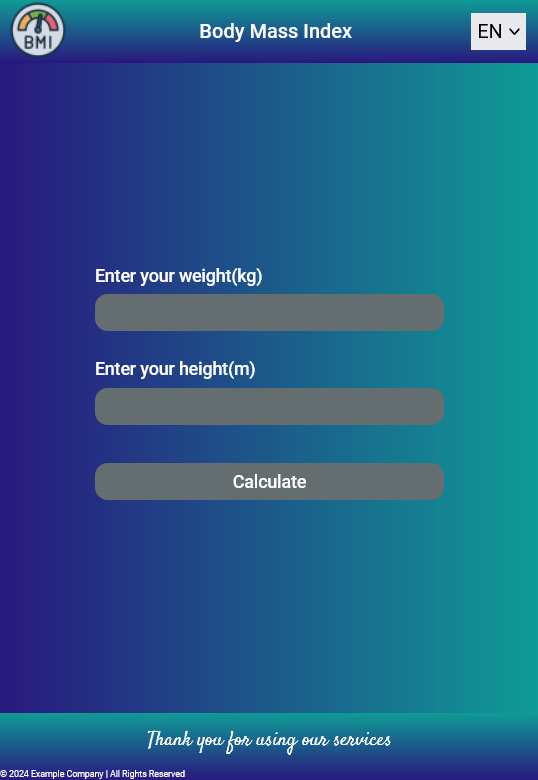 BMI
Body Mass Index
EN
Enter your weight(kg)
Enter your height(m)
Calculate
Thank you for using our services
© 2024 Example Company | All Rights Reserved